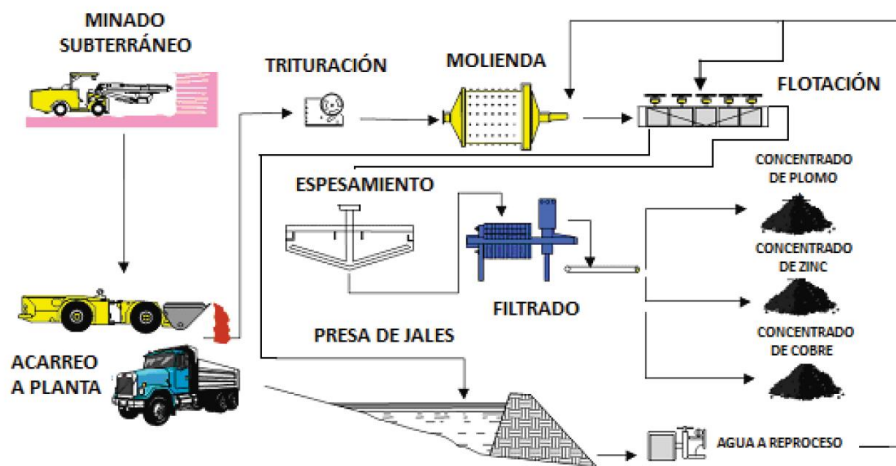 MINADO
SUBTERRÁNEO
TRITURACIÓN
MOLIENDA
FLOTACIÓN
ESPESAMIENTO
CONCENTRADO
DE PLOMO
CONCENTRADO
DE ZINC
FILTRADO
PRESA DE JALES
CONCENTRADO
DE COBRE
ACARREO
A PLANTA
AGUA A REPROCESO